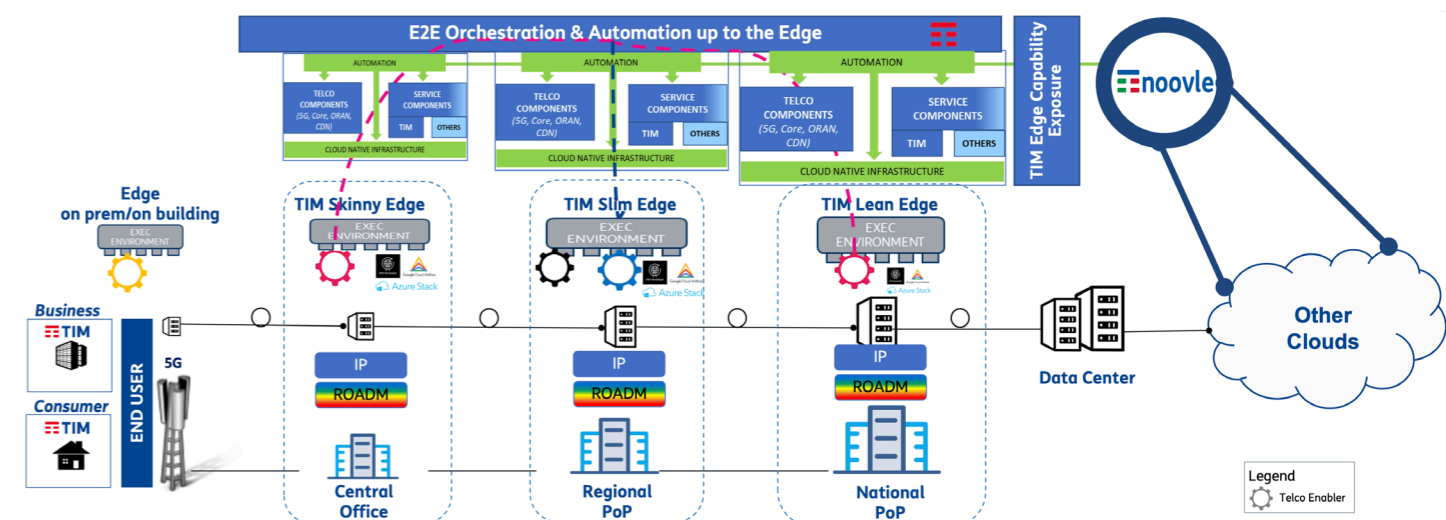 E2E Orchestration & Automation up to the Edge
TIM Edge Capability
Exposure
noovle
AUTOMATION
TELCO
COMPONENTS
(5G, Core, ORAN,
CDN)
SERVICE
COMPONENTS
TIM
OTHERS
CLOUD NATIVE INFRASTRUCTURE
AUTOMATION
TELCO
COMPONENTS
(5G, Core, ORAN,
CDN)
SERVICE
COMPONENTS
TIM
OTHERS
CLOUD NATIVE INFRASTRUCTURE
AUTOMATION
TELCO
COMPONENTS
(5G, Core, ORAN,
CDN)
SERVICE
COMPONENTS
TIM
OTHERS
CLOUD NATIVE INFRASTRUCTURE
Edge
on prem/on building
EXEC
ENVIRONMENT
TIM Skinny Edge
EXEC
ENVIRONMENT
Google Cloud Anthos
Azure Stack
TIM Slim Edge
EXEC
ENVIRONMENT
Azure Stack
TIM Lean Edge
EXEC
ENVIRONMENT
Azure Stack
Business
TIM
Consumer
TIM
END USER
5G
IP
ROADM
Central
Office
IP
ROADM
Regional
PoP
IP
ROADM
National
PoP
Data Center
Other
Clouds
Legend
Telco Enabler